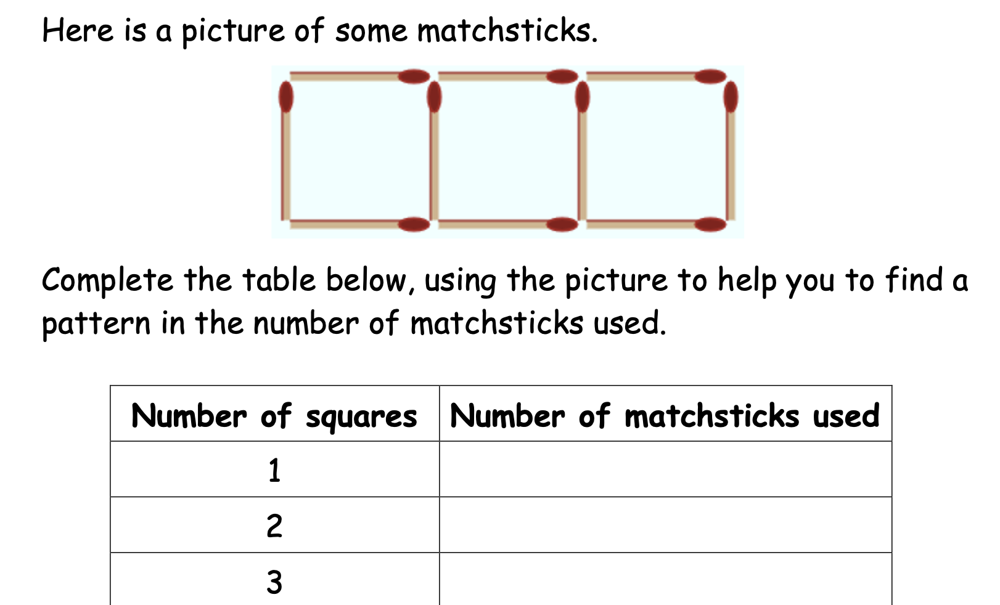 Here is a picture of some matchsticks.
Complete the table below, using the picture to help you to find a
pattern in the number of matchsticks used.
Number of squares Number of matchsticks used
1
2
3